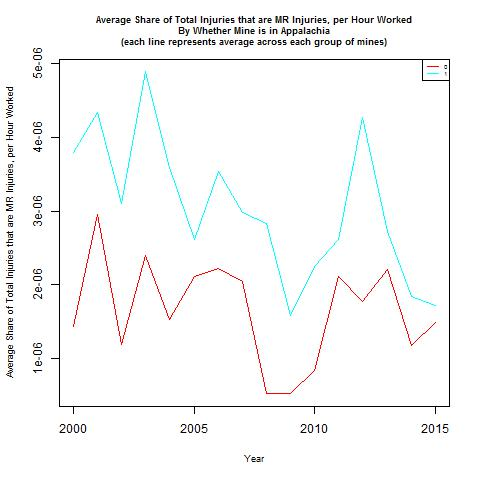 Average Share of Total Injuries that are MR Injuries, per Hour Worked
By Whether Mine is in Appalachia
(each line represents average across each group of mines)
0
1
Average Share of Total Injuries that are MR Injuries, per Hour Worked
5e-06
4e-06
3e-06
2e-06
1e-06
2000
2005
2010
2015
Year